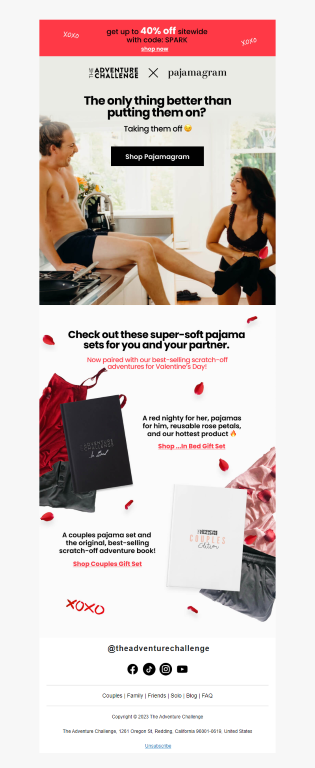 XOXO
get up to 40% off sitewide
with code: SPARK
shop now
XOXO
THE ADVENTURE CHALLENGE X pajamagram
The only thing better than
putting them on?
Taking them off 😉
Shop Pajamagram
Check out these super-soft pajama
sets for you and your partner.
Now paired with our best-selling scratch-off
adventures for Valentine's Day!
A red nighty for her, pajamas
for him, reusable rose petals,
and our hottest product 🔥
Shop ...In Bed Gift Set
ADVENTURE
CHALLENGE
In Bed
COUPLES
Edition
A couples pajama set and
the original, best-selling
scratch-off adventure book!
Shop Couples Gift Set
XOXO
@theadventurechallenge
Couples | Family | Friends | Solo | Blog | FAQ
Copyright © 2023 The Adventure Challenge
The Adventure Challenge, 1261 Oregon St, Redding, California 96001-0619, United States
Unsubscribe